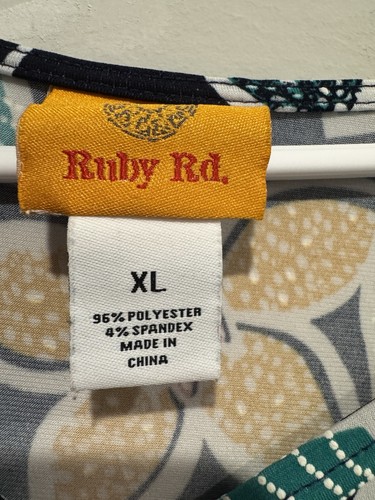 Ruby Rd.
XL
96% POLYESTER
4% SPANDEX
MADE IN
CHINA